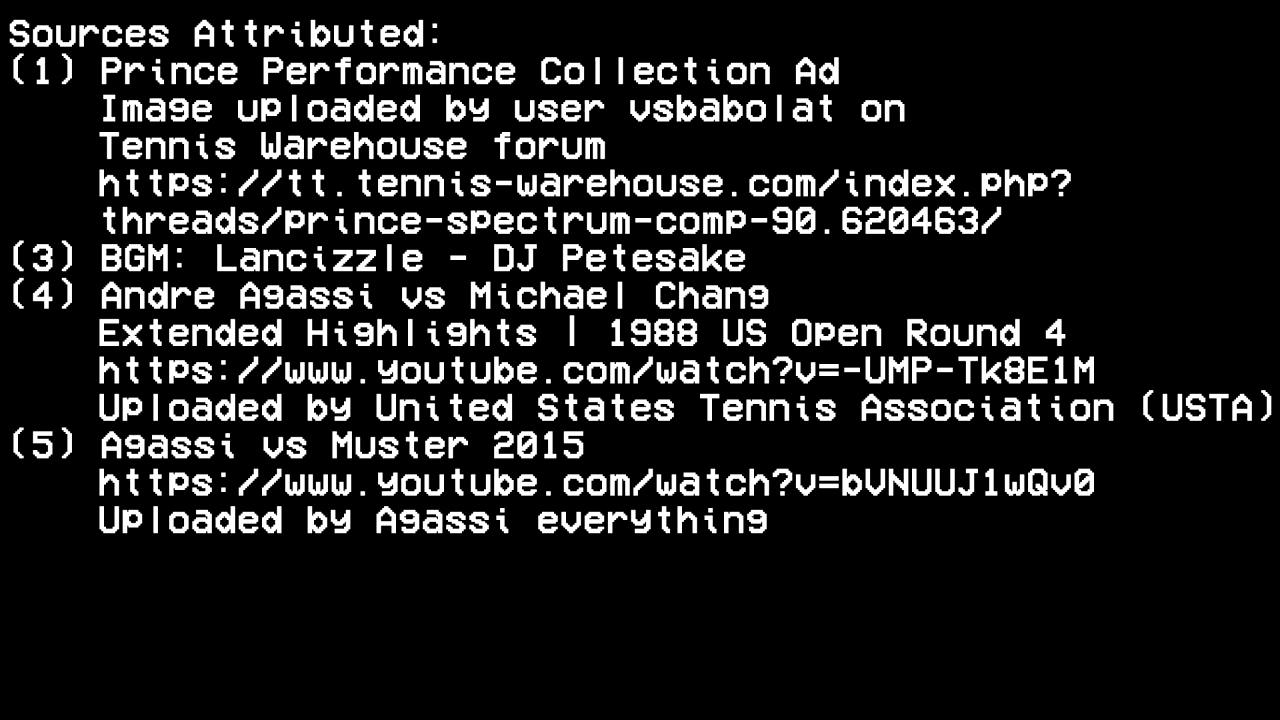 Sources Attributed:
(1) Prince Performance Collection Ad
Image uploaded by user vsbabolat on
Tennis Warehouse forum
https://tt.tennis-warehouse.com/index.php?
threads/prince-spectrum-comp-90.620463/
(3) BGM: Lancizzle - DJ Petesake
(4) Andre Agassi vs Michael Chang
Extended Highlights | 1988 US Open Round 4
https://www.youtube.com/watch?v=-UMP-Tk8E1M
Uploaded by United States Tennis Association (USTA)
(5) Agassi vs Muster 2015
https://www.youtube.com/watch?v=bVNUUJ1wQv0
Uploaded by Agassi everything